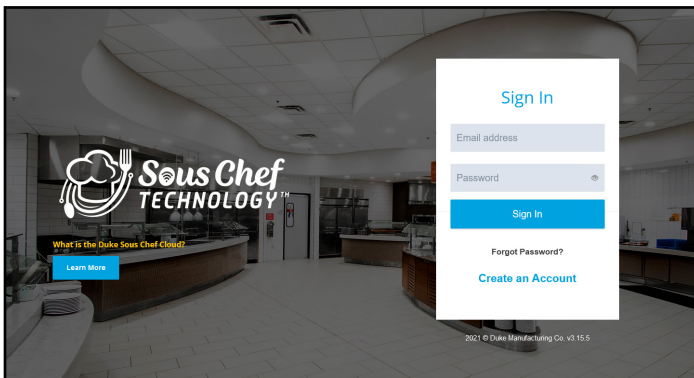 Sous Chef
TECHNOLOGY™
What is the Duke Sous Chef Cloud?
Learn More
Sign In
Email address
Password
Sign In
Forgot Password?
Create an Account
2021 © Duke Manufacturing Co. v3.15.5